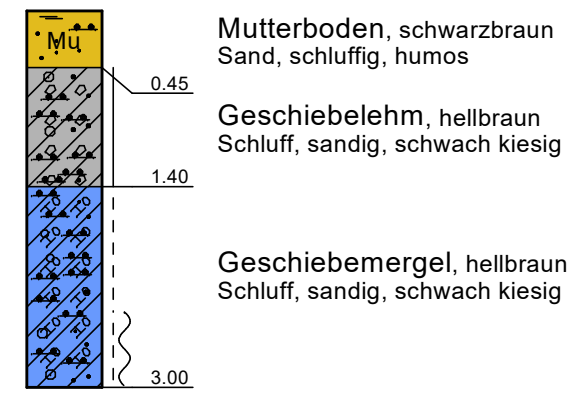 Mu
Mutterboden, schwarzbraun
Sand, schluffig, humos
0.45
Geschiebelehm, hellbraun
Schluff, sandig, schwach kiesig
1.40
Geschiebemergel, hellbraun
Schluff, sandig, schwach kiesig
3.00